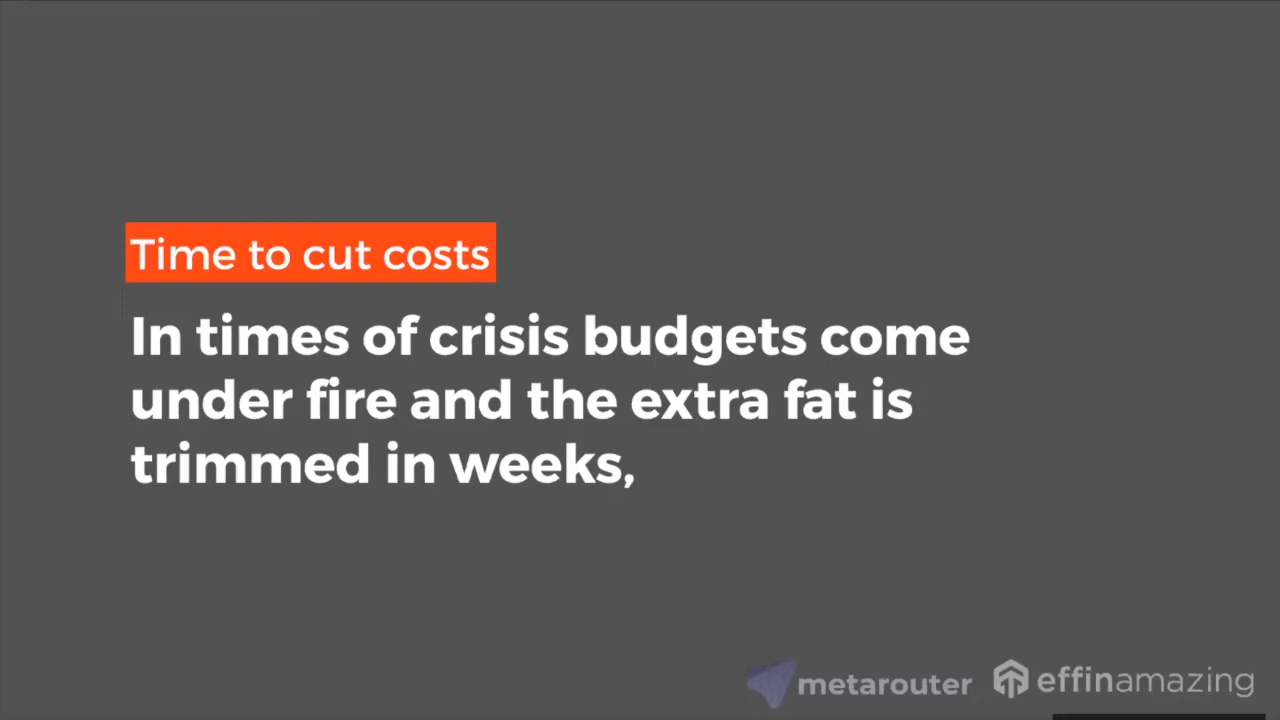 Time to cut costs
In times of crisis budgets come
under fire and the extra fat is
trimmed in weeks,
metarouter effinamazing